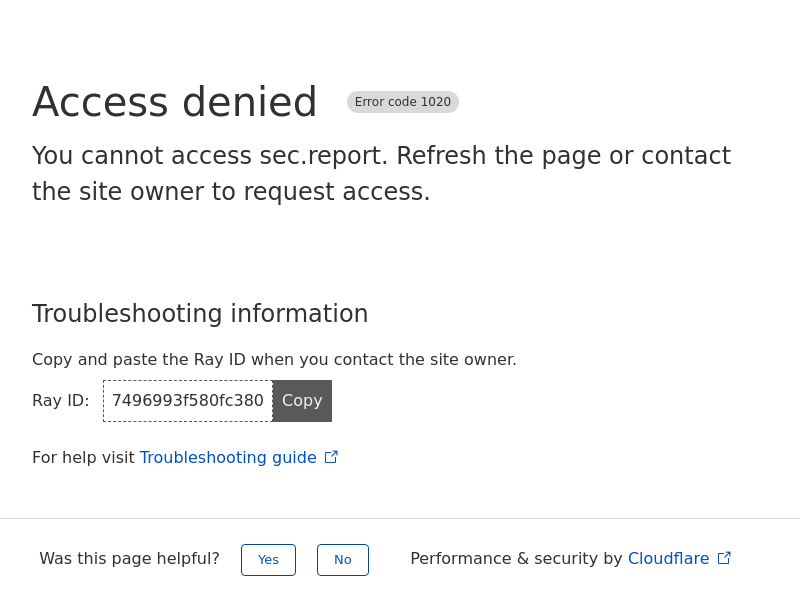 Access denied
Error code 1020
You cannot access sec.report. Refresh the page or contact
the site owner to request access.
Troubleshooting information
Copy and paste the Ray ID when you contact the site owner.
Ray ID: 7496993f580fc380 Copy
For help visit Troubleshooting guide
Was this page helpful? Yes No Performance & security by Cloudflare